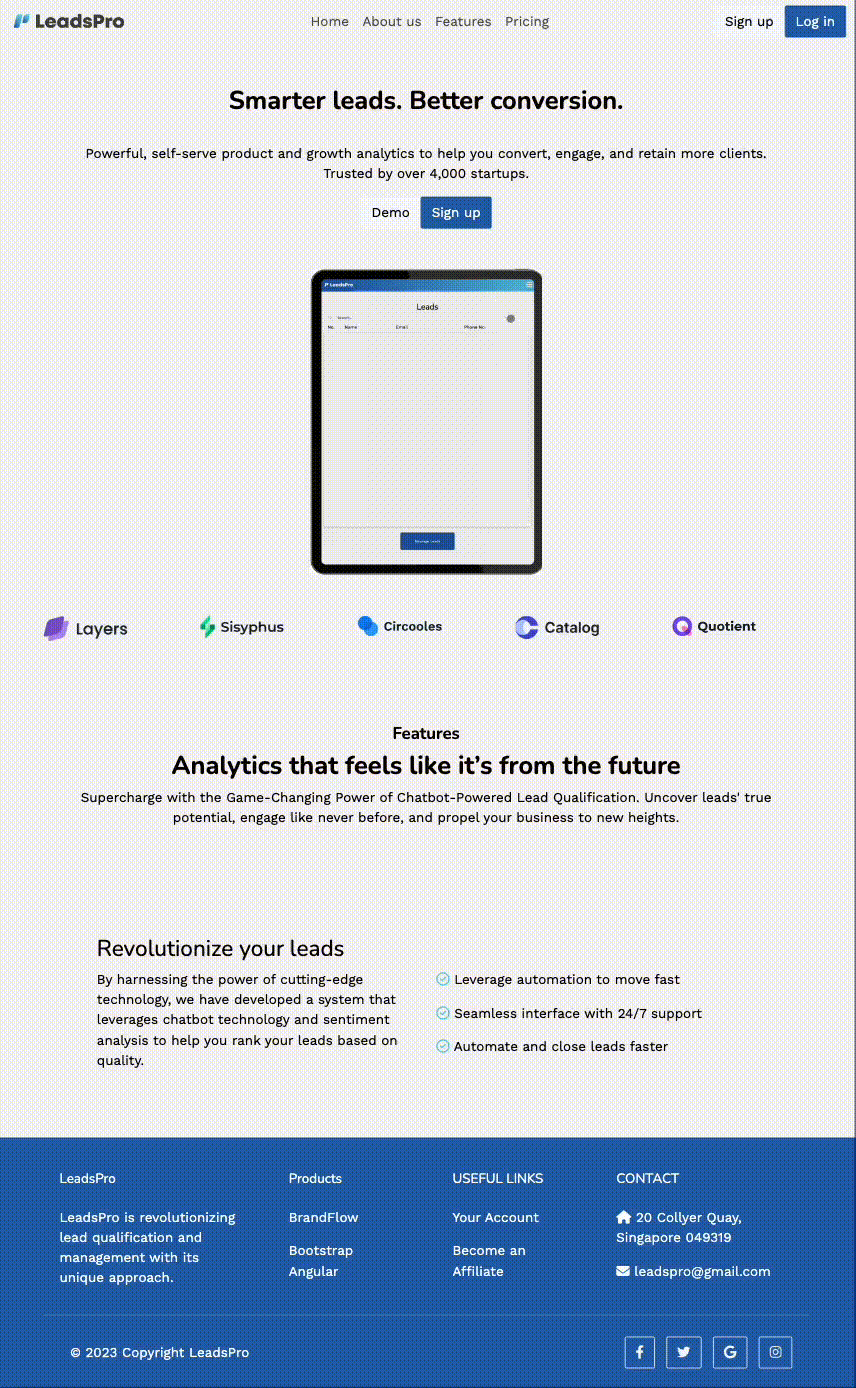 LeadsPro
Home About us Features Pricing
Sign up Log in
Smarter leads. Better conversion.
Powerful, self-serve product and growth analytics to help you convert, engage, and retain more clients.
Trusted by over 4,000 startups.
Demo Sign up
LeadsPro
Leads
Search...
No. Name Email Phone No.
Layers
Sisyphus
Circooles
Catalog
Quotient
Features
Analytics that feels like it’s from the future
Supercharge with the Game-Changing Power of Chatbot-Powered Lead Qualification. Uncover leads' true
potential, engage like never before, and propel your business to new heights.
Revolutionize your leads
By harnessing the power of cutting-edge
technology, we have developed a system that
leverages chatbot technology and sentiment
analysis to help you rank your leads based on
quality.
Leverage automation to move fast
Seamless interface with 24/7 support
Automate and close leads faster
LeadsPro
LeadsPro is revolutionizing
lead qualification and
management with its
unique approach.
Products
BrandFlow
Bootstrap
Angular
USEFUL LINKS
Your Account
Become an
Affiliate
CONTACT
20 Collyer Quay,
Singapore 049319
leadspro@gmail.com
© 2023 Copyright LeadsPro